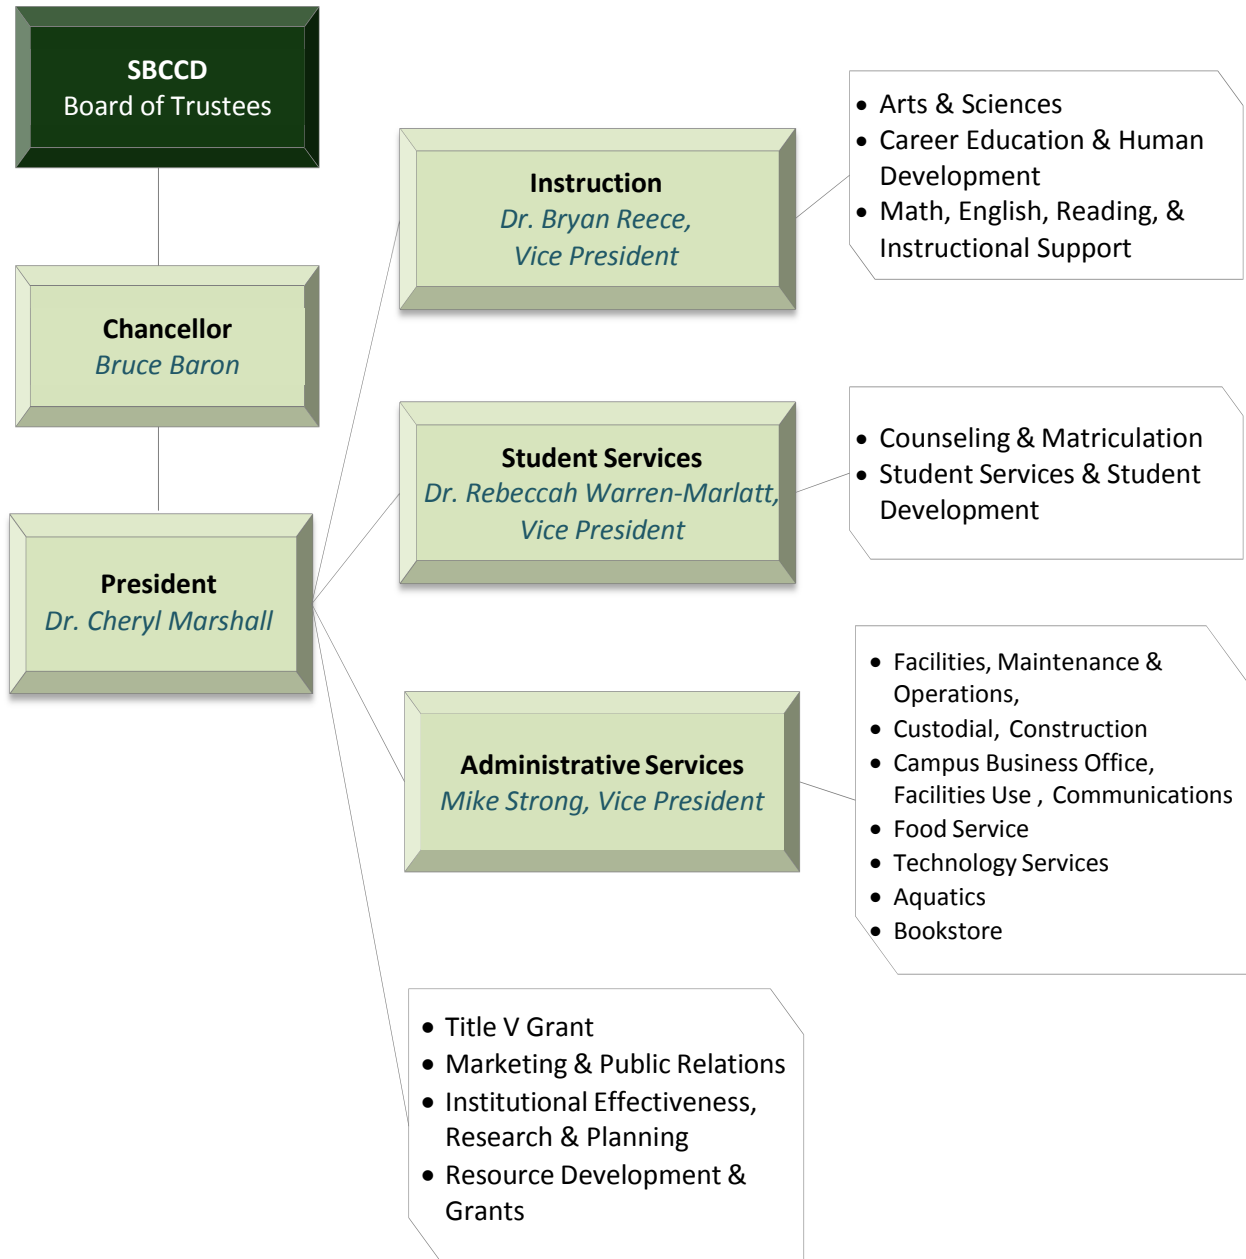 SBCCD
Board of Trustees
Chancellor
Bruce Baron
President
Dr. Cheryl Marshall
Instruction
Dr. Bryan Reece,
Vice President
• Arts & Sciences
• Career Education & Human
Development
• Math, English, Reading, &
Instructional Support
Student Services
Dr. Rebeccah Warren-Marlatt,
Vice President
• Counseling & Matriculation
• Student Services & Student
Development
Administrative Services
Mike Strong, Vice President
• Facilities, Maintenance &
Operations,
• Custodial, Construction
• Campus Business Office,
Facilities Use , Communications
• Food Service
• Technology Services
• Aquatics
• Bookstore
• Title V Grant
• Marketing & Public Relations
• Institutional Effectiveness,
Research & Planning
• Resource Development &
Grants